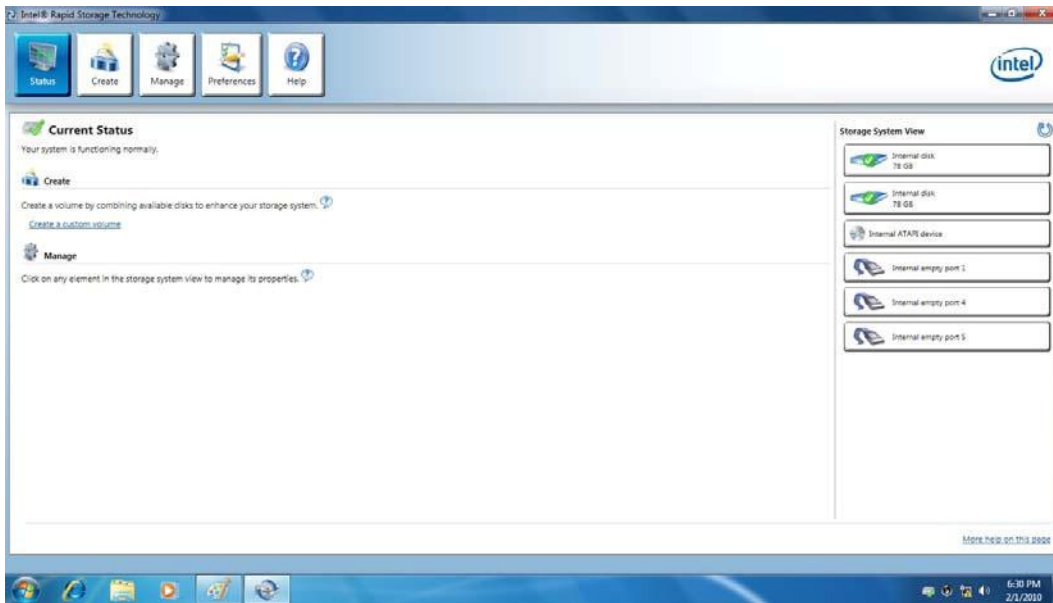 Intel® Rapid Storage Technology
Status
Create
Manage
Preferences
Help
intel
Current Status
Your system is functioning normally.
Create
Create a volume by combining available disks to enhance your storage system.
Create a custom volume
Manage
Click on any element in the storage system view to manage its properties.
Storage System View
Internal disk
78 GB
Internal disk
78 GB
Internal ATAPI device
Internal empty port 1
Internal empty port 4
Internal empty port 5
More help on this page
6:30 PM
2/1/2010